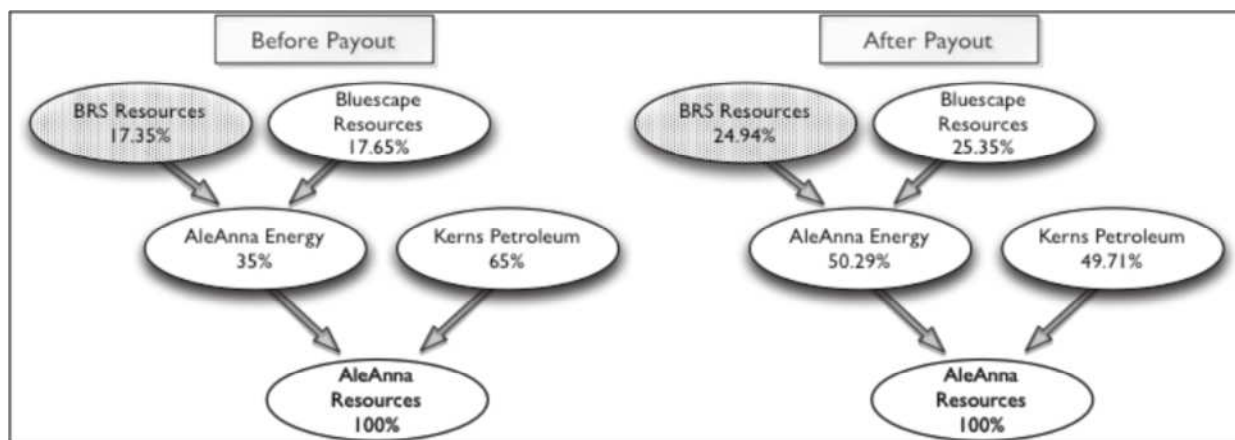 Before Payout
BRS Resources
17.35%
Bluescape
Resources
17.65%
AleAnna Energy
35%
Kerns Petroleum
65%
AleAnna
Resources
100%
After Payout
BRS Resources
24.94%
Bluescape
Resources
25.35%
AleAnna Energy
50.29%
Kerns Petroleum
49.71%
AleAnna
Resources
100%